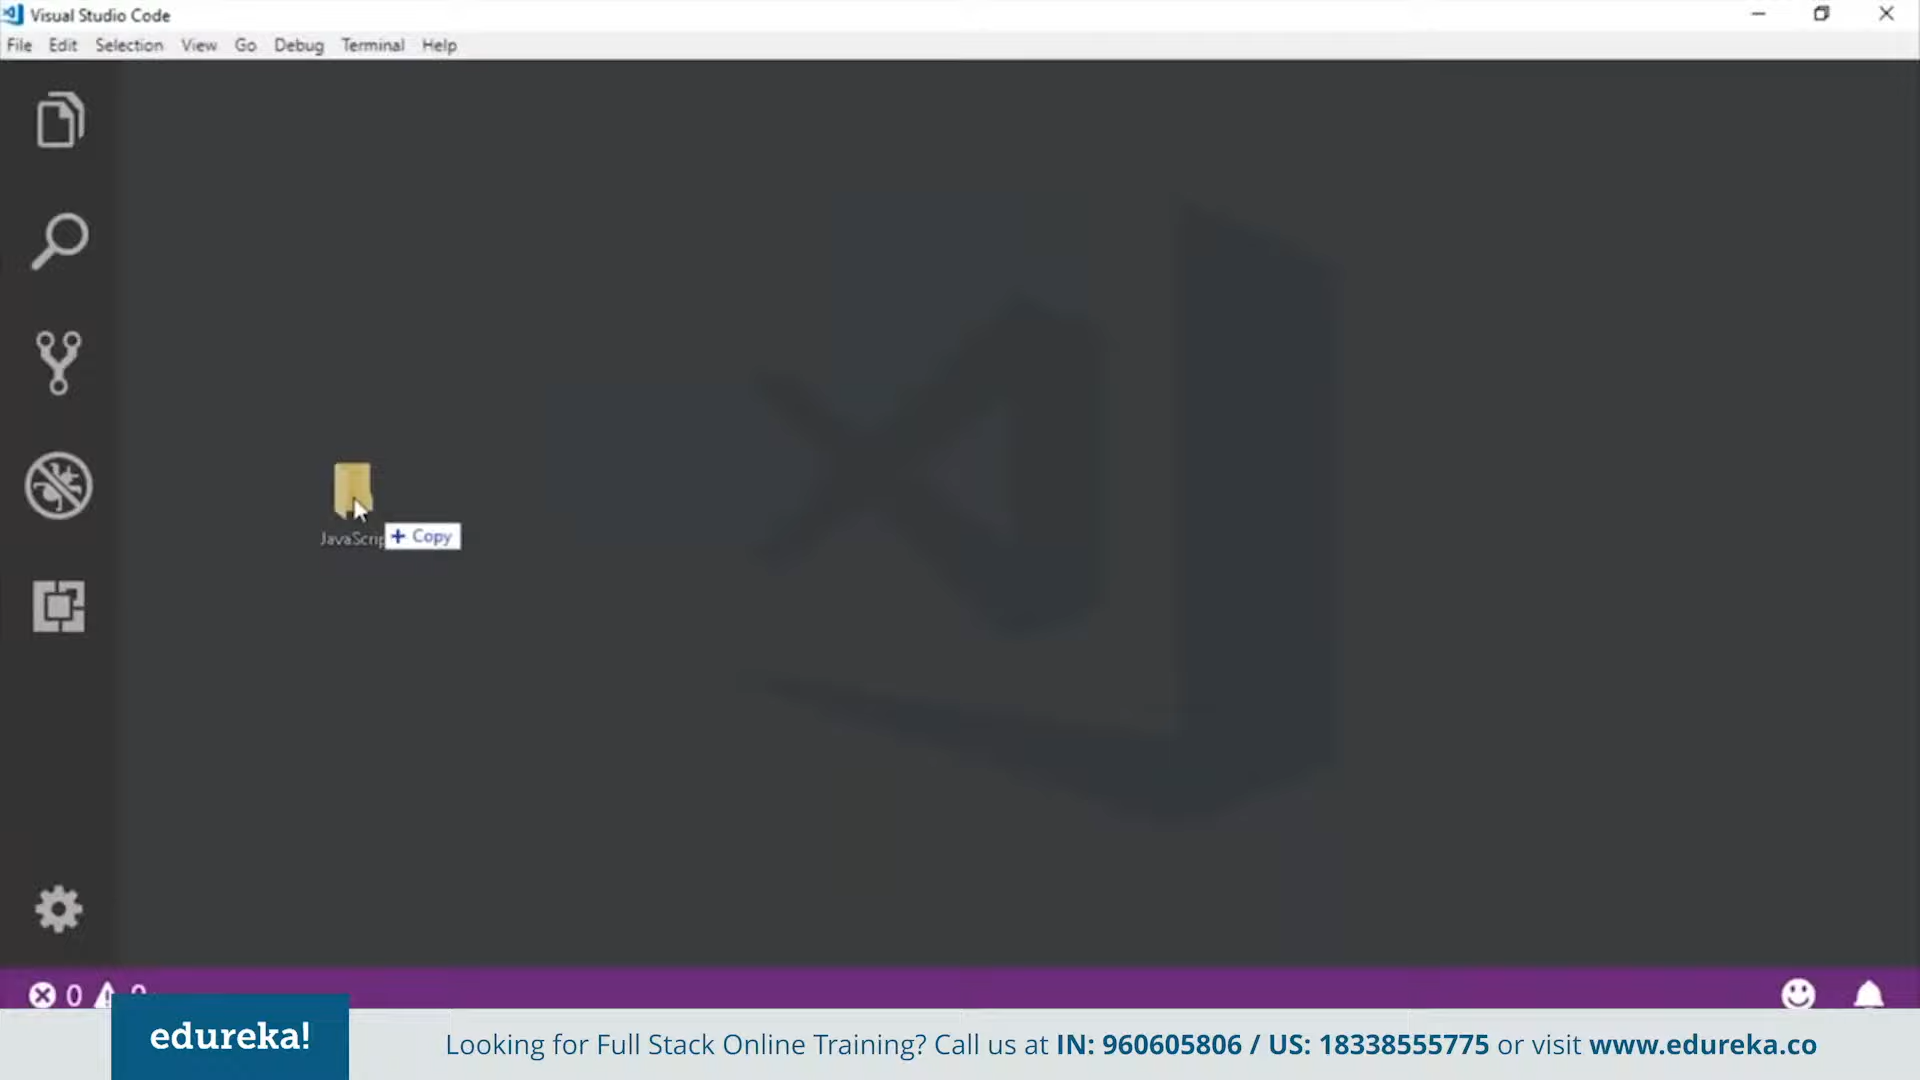 Visual Studio Code
File Edit Selection View Go Debug Terminal Help
+ Copy
0
edureka!
Looking for Full Stack Online Training? Call us at IN: 960605806 / US: 18338555775 or visit www.edureka.co